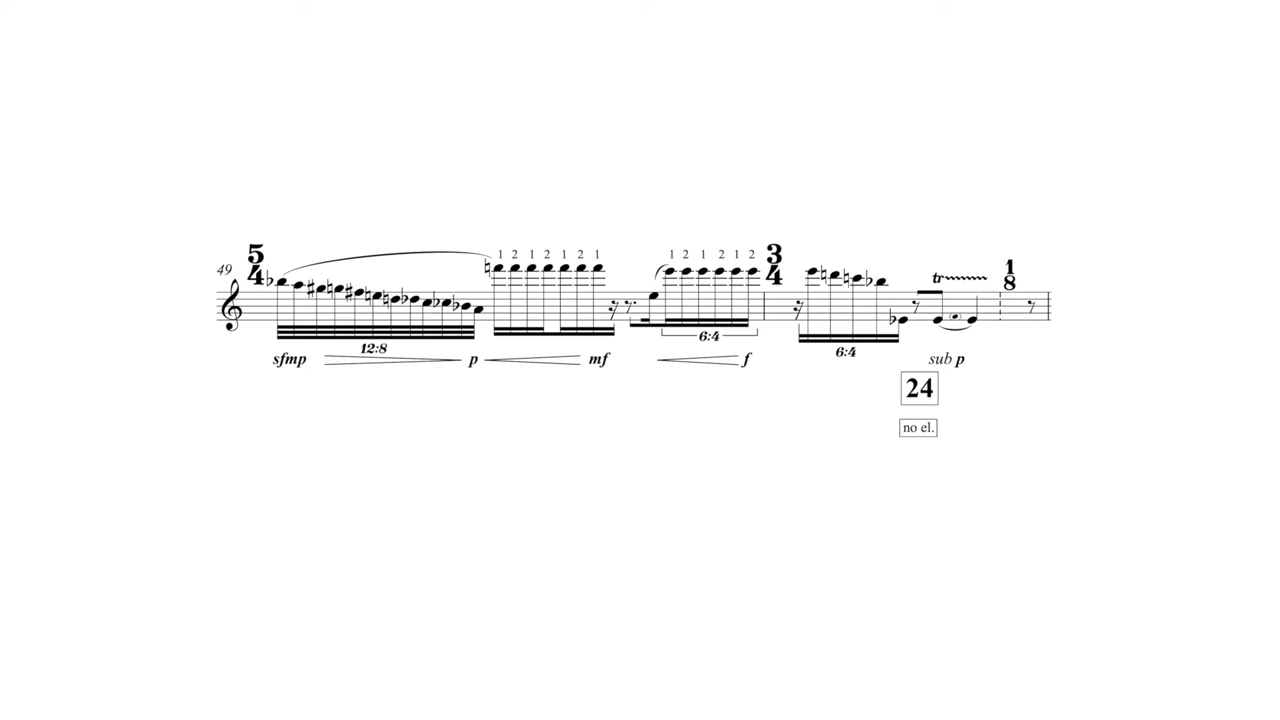 49
5
4
1 2 1 2 1 2 1
1 2 1 2 1 2
3
4
tr
1
8
12:8
6:4
6:4
sfmp
p
mf
f
sub p
24
no el.